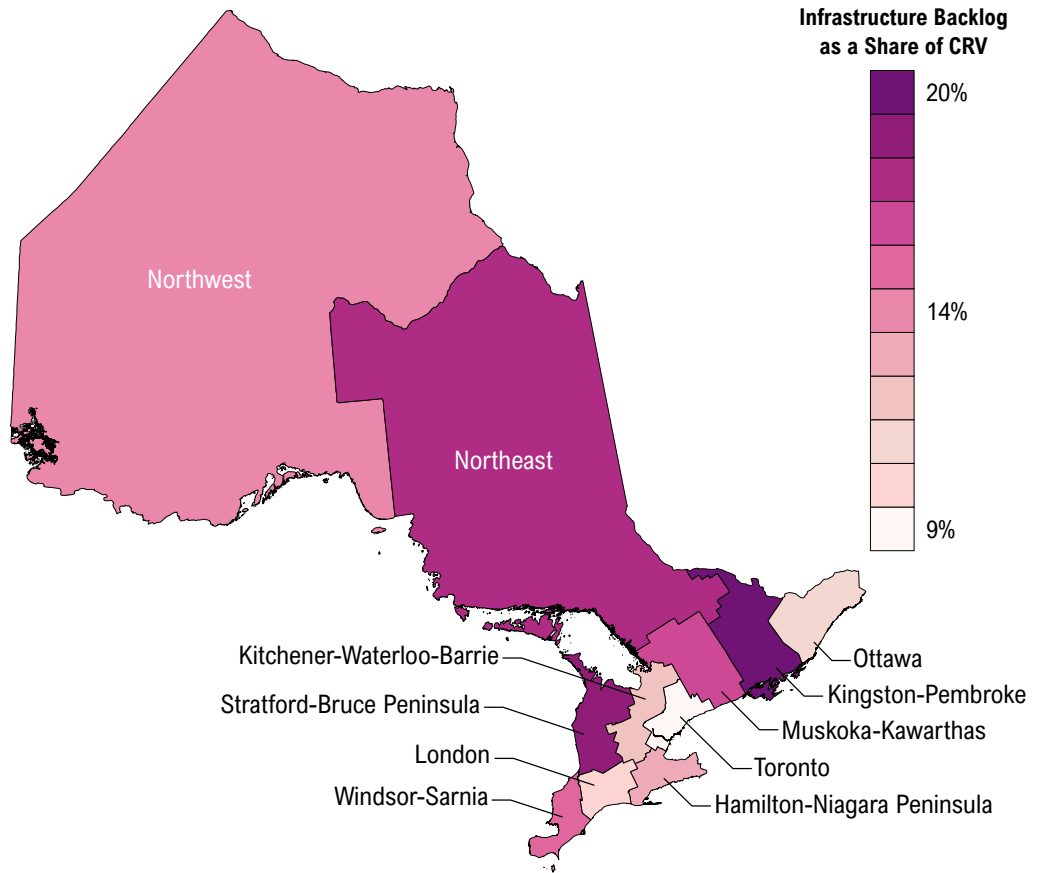 Infrastructure Backlog
as a Share of CRV
20%
14%
9%
Northwest
Northeast
Kitchener-Waterloo-Barrie
Stratford-Bruce Peninsula
London
Windsor-Sarnia
Ottawa
Kingston-Pembroke
Muskoka-Kawarthas
Toronto
Hamilton-Niagara Peninsula